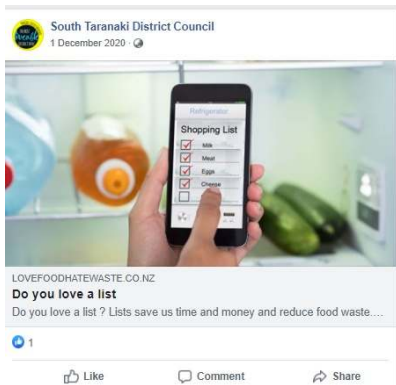 South Taranaki District Council
1 December 2020 ·
Refrigerator
Shopping List
Milk
Meat
Eggs
Cheese
LOVEFOODHATEWASTE.CO.NZ
Do you love a list
Do you love a list ? Lists save us time and money and reduce food waste....
1
Like
Comment
Share